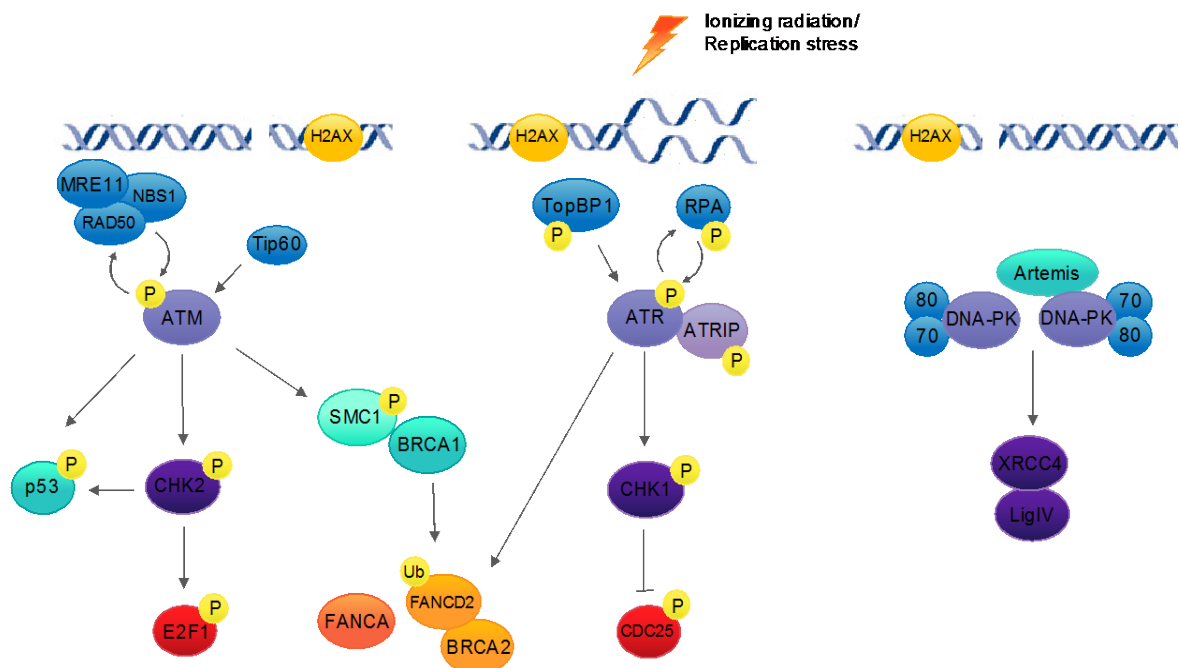 Ionizing radiation/
Replication stress
H2AX
H2AX
H2AX
MRE11
NBS1
RAD50
Tip60
P
ATM
TopBP1
P
RPA
P
P
ATR
ATRIP
P
Artemis
80
70
DNA-PK
DNA-PK
70
80
SMC1
P
BRCA1
p53
P
CHK2
P
CHK1
P
XRCC4
LigIV
E2F1
P
FANCA
Ub
FANCD2
BRCA2
CDC25
P